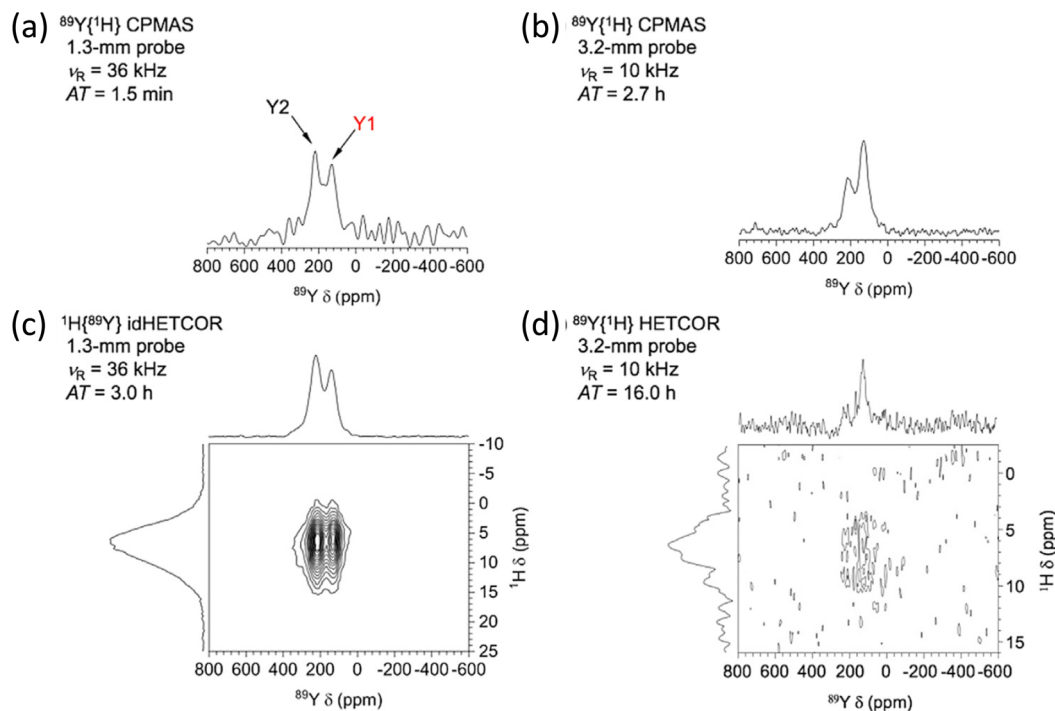 (a) ⁸⁹Y{¹H} CPMAS
1.3-mm probe
νR = 36 kHz
AT = 1.5 min
Y2
Y1
800 600 400 200 0 -200 -400 -600
⁸⁹Y δ (ppm)
(b) ⁸⁹Y{¹H} CPMAS
3.2-mm probe
νR = 10 kHz
AT = 2.7 h
800 600 400 200 0 -200 -400 -600
⁸⁹Y δ (ppm)
(c) ¹H{⁸⁹Y} idHETCOR
1.3-mm probe
νR = 36 kHz
AT = 3.0 h
-10
-5
0
5
10
15
20
25
¹H δ (ppm)
800 600 400 200 0 -200 -400 -600
⁸⁹Y δ (ppm)
(d) ⁸⁹Y{¹H} HETCOR
3.2-mm probe
νR = 10 kHz
AT = 16.0 h
0
5
10
15
¹H δ (ppm)
800 600 400 200 0 -200 -400 -600
⁸⁹Y δ (ppm)